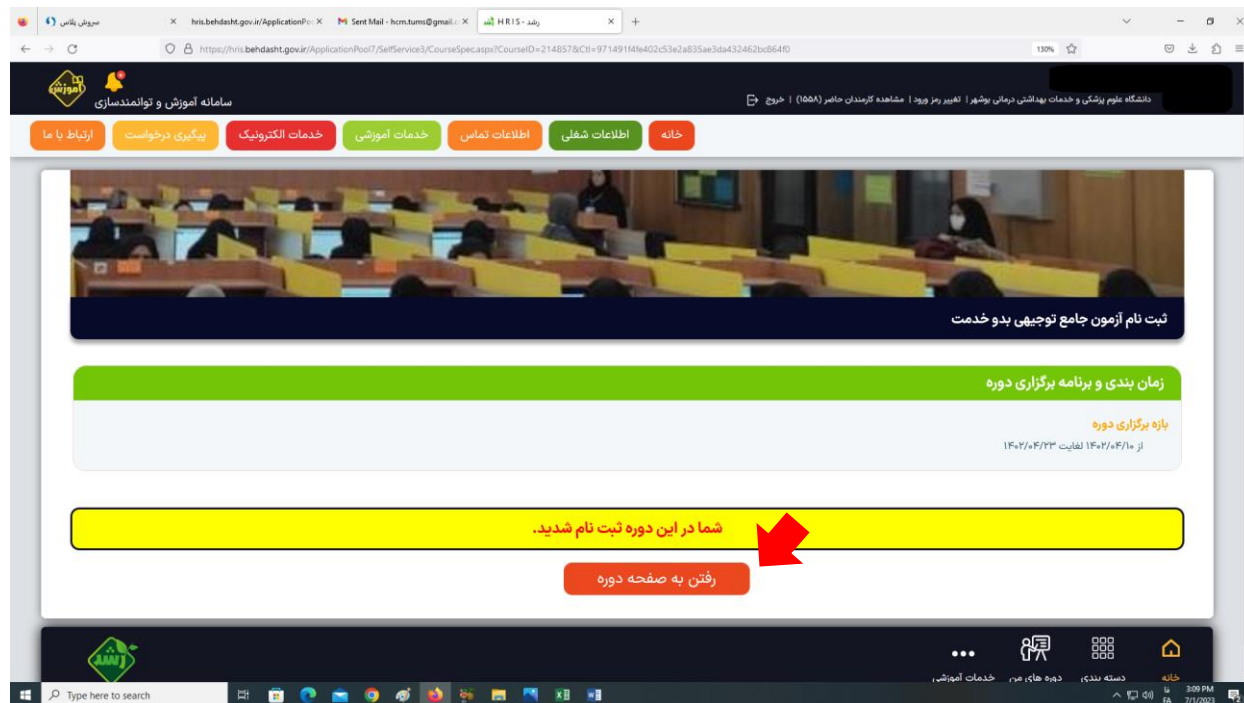 سروش پلاس
hris.behdasht.gov.ir/ApplicationPo
Sent Mail - hcm.tums@gmail.c
رشد - H R I S
https://hris.behdasht.gov.ir/ApplicationPool7/SelfService3/CourseSpec.aspx?CourseID=214857&Ctl=971491f4fe402c53e2a835ae3da432462bc864f0
130%
آموزش
سامانه آموزش و توانمندسازی
دانشگاه علوم پزشکی و خدمات بهداشتی درمانی بوشهر | تغییر رمز ورود | مشاهده کارمندان حاضر (۱۵۵۸) | خروج
خانه
اطلاعات شغلی
اطلاعات تماس
خدمات آموزشی
خدمات الکترونیک
پیگیری درخواست
ارتباط با ما
ثبت نام آزمون جامع توجیهی بدو خدمت
زمان بندی و برنامه برگزاری دوره
بازه برگزاری دوره
از ۱۴۰۲/۰۴/۱۰ لغایت ۱۴۰۲/۰۴/۲۳
شما در این دوره ثبت نام شدید.
رفتن به صفحه دوره
رشد
خانه
دسته بندی
دوره های من
خدمات آموزشی
Type here to search
فا
FA
3:09 PM
7/1/2023
2